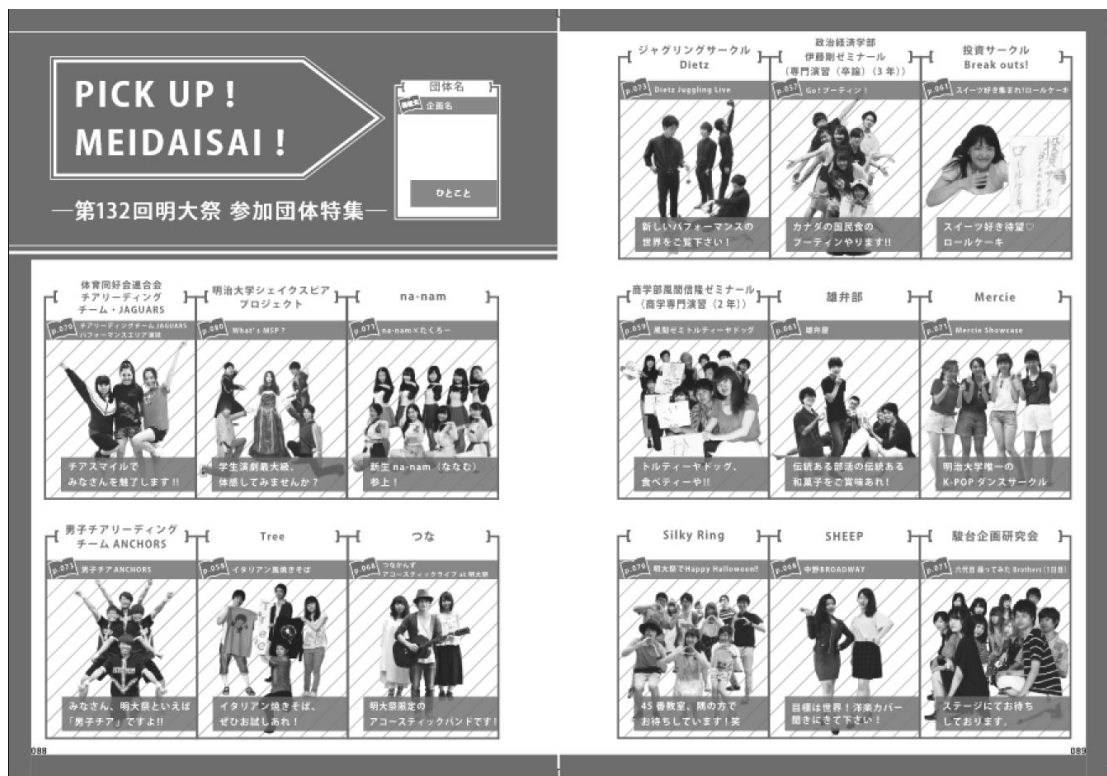 PICK UP！
MEIDAISAI！
―第132回明大祭 参加団体特集―
団体名
掲載頁
企画名
ひとこと
体育同好会連合会
チアリーディング
チーム・JAGUARS
p.070
チアリーディングチーム JAGUARS
パフォーマンスエリア演技
チアスマイルで
みなさんを魅了します!!
明治大学シェイクスピア
プロジェクト
p.080
What's MSP？
学生演劇最大級、
体感してみませんか？
na-nam
p.071
na-nam×たくろー
新生 na-nam（ななむ）
参上！
男子チアリーディング
チーム ANCHORS
p.073
男子チアANCHORS
みなさん、明大祭といえば
「男子チア」ですよ!!
Tree
p.058
イタリアン風焼きそば
イタリアン焼きそば、
ぜひお試しあれ！
つな
p.068
つなかんず
アコースティックライブ at 明大祭
明大祭限定の
アコースティックバンドです！
088
ジャグリングサークル
Dietz
p.075
Dietz Juggling Live
新しいパフォーマンスの
世界をご覧下さい！
政治経済学部
伊藤剛ゼミナール
（専門演習（卒論）（3年））
p.057
Go！プーティン！
カナダの国民食の
プーティンやります!!
投資サークル
Break outs!
p.061
スイーツ好き集まれ!ロールケーキ
投資サークル
ロールケーキ
スイーツ好き待望♡
ロールケーキ
商学部風間信隆ゼミナール
（商学専門演習（2年））
p.059
風間ゼミトルティーヤドッグ
トルティーヤドッグ、
食べティーや!!
雄弁部
p.063
雄弁磨
伝統ある部活の伝統ある
和菓子をご賞味あれ！
Mercie
p.071
Mercie Showcase
明治大学唯一の
K-POP ダンスサークル
Silky Ring
p.079
明大祭でHappy Halloween!!
45番教室、隅の方で
お待ちしています！笑
SHEEP
p.068
中野BROADWAY
目標は世界！洋楽カバー
聞きにきて下さい！
駿台企画研究会
p.071
六代目 踊ってみた Brothers (1日目)
ステージにてお待ち
しております。
089